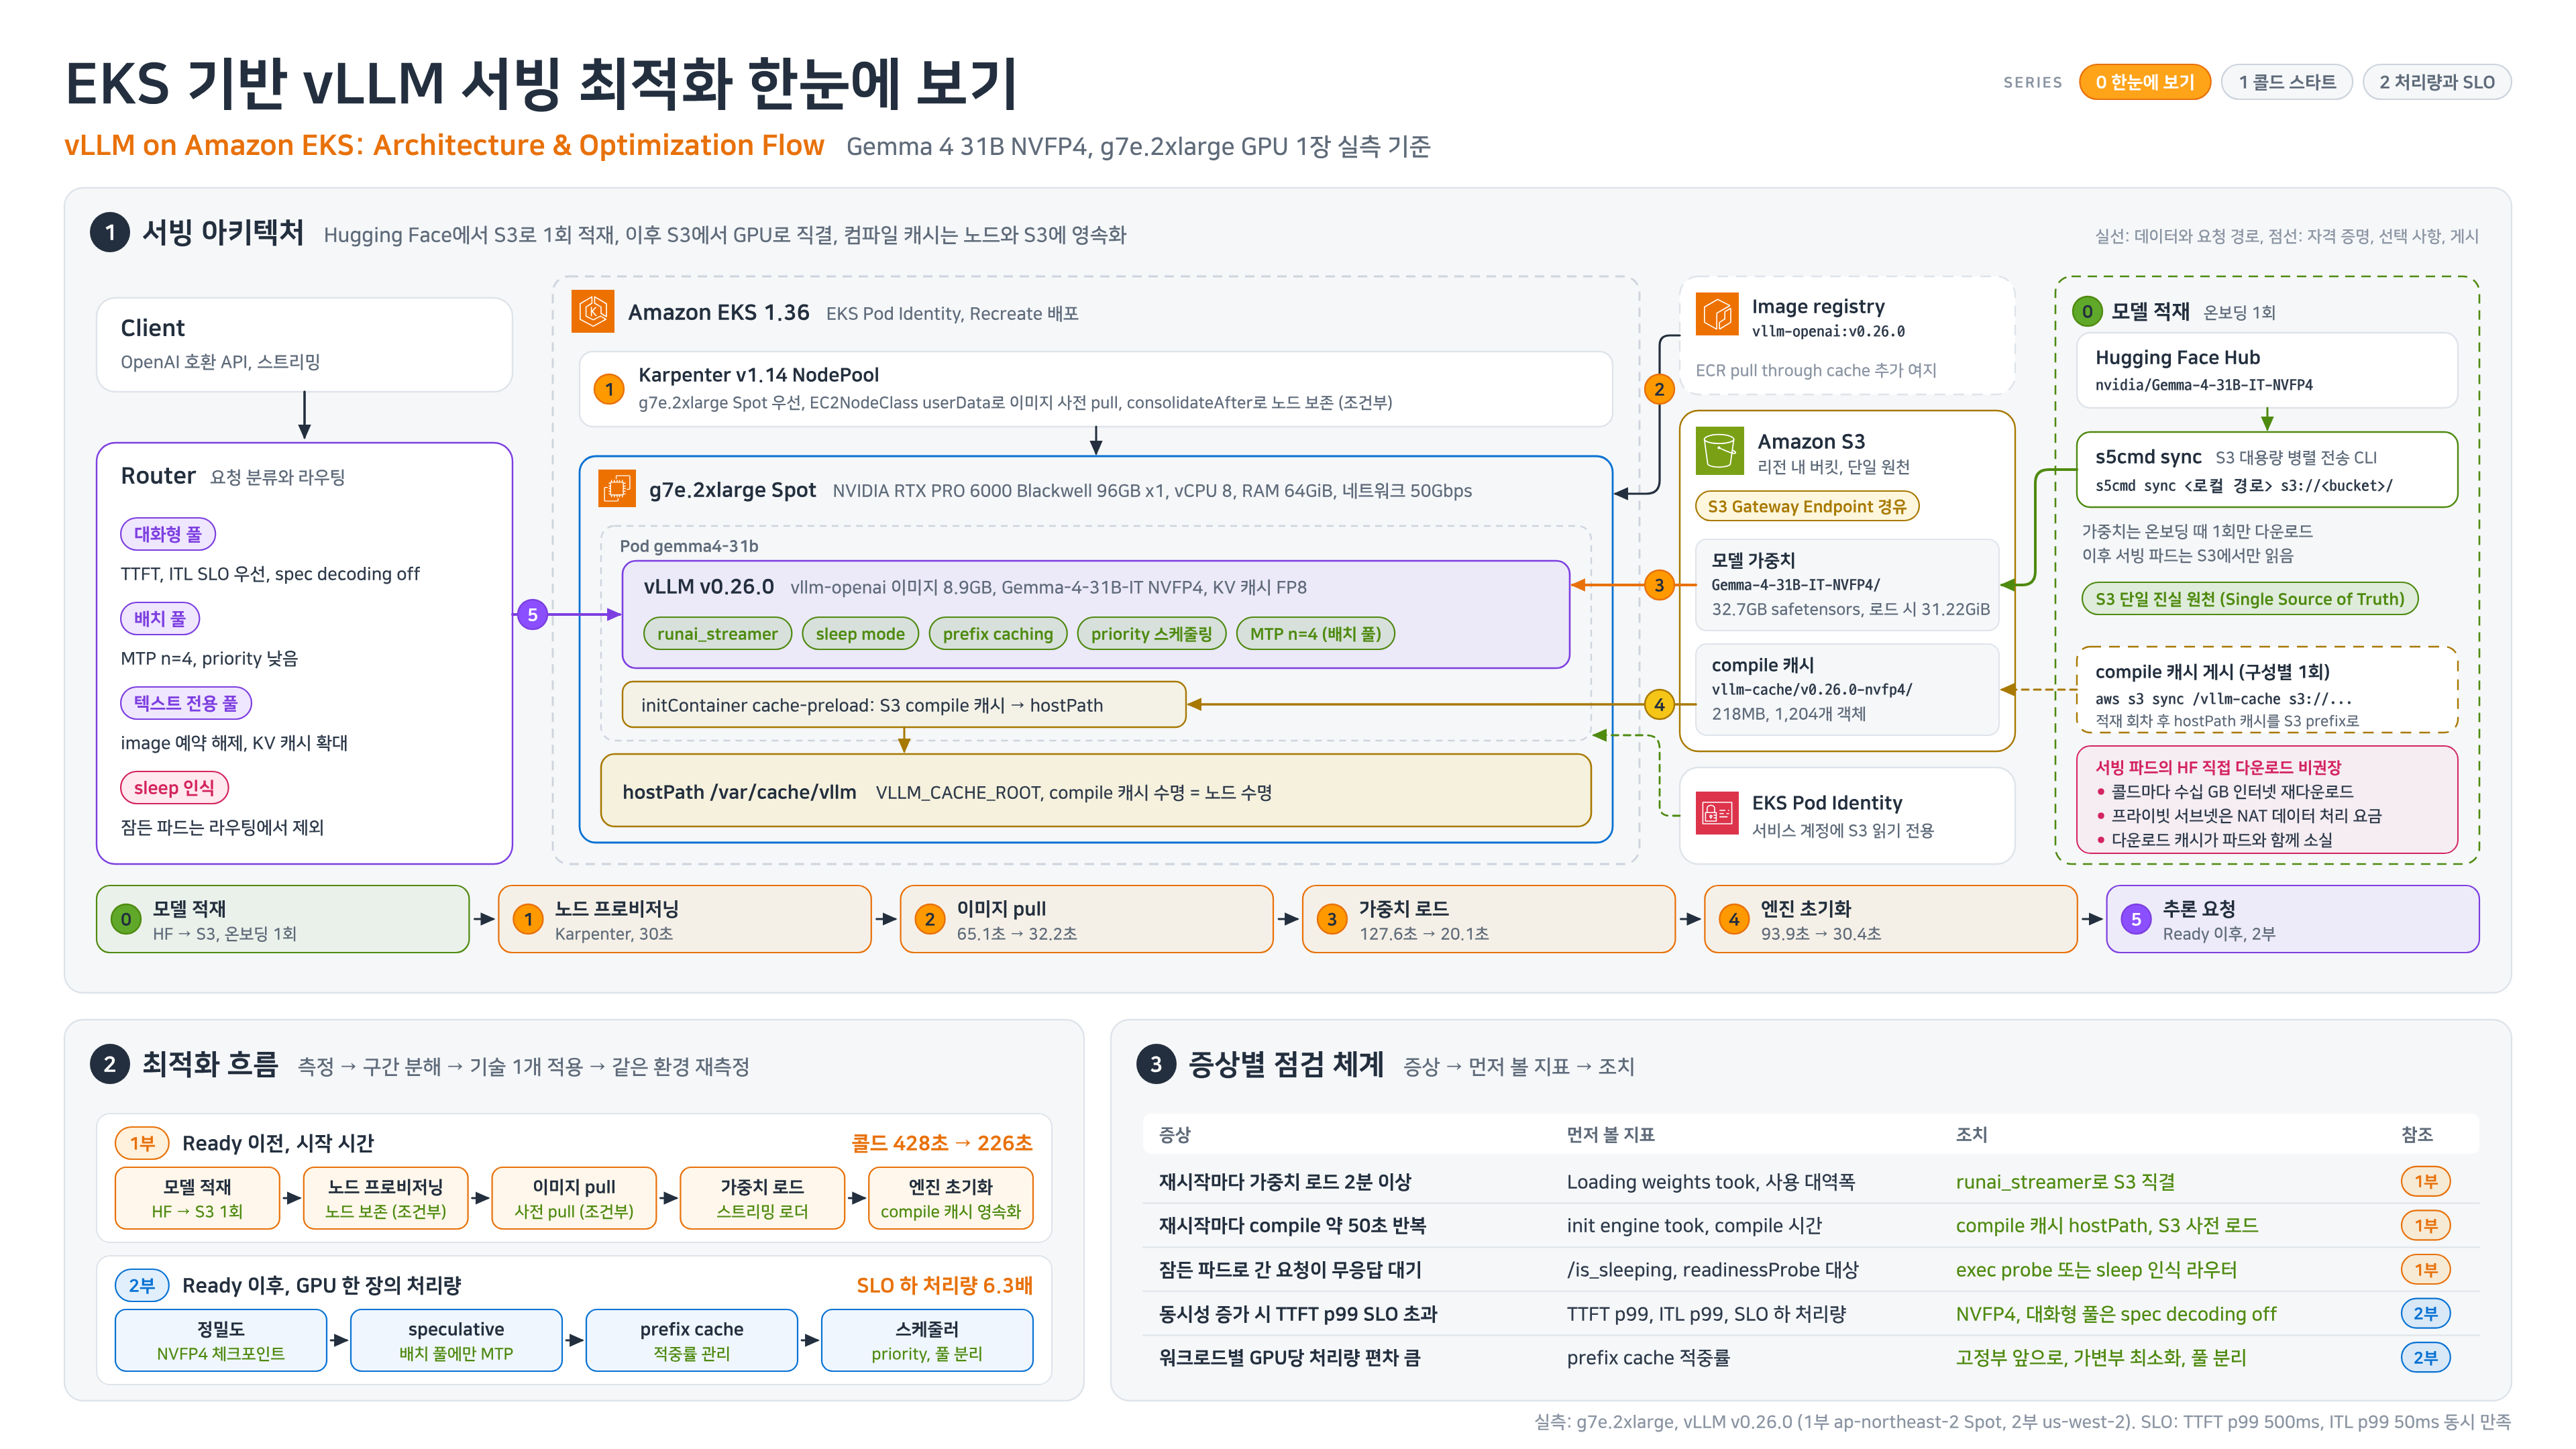 EKS 기반 vLLM 서빙 최적화 한눈에 보기
SERIES 0 한눈에 보기 1 콜드 스타트 2 처리량과 SLO
vLLM on Amazon EKS: Architecture & Optimization Flow Gemma 4 31B NVFP4, g7e.2xlarge GPU 1장 실측 기준
1 서빙 아키텍처 Hugging Face에서 S3로 1회 적재, 이후 S3에서 GPU로 직결, 컴파일 캐시는 노드와 S3에 영속화
실선: 데이터와 요청 경로, 점선: 자격 증명, 선택 사항, 게시
Client
OpenAI 호환 API, 스트리밍
Router 요청 분류와 라우팅
대화형 풀
TTFT, ITL SLO 우선, spec decoding off
배치 풀
MTP n=4, priority 낮음
텍스트 전용 풀
image 예약 해제, KV 캐시 확대
sleep 인식
잠든 파드는 라우팅에서 제외
5
Amazon EKS 1.36 EKS Pod Identity, Recreate 배포
1 Karpenter v1.14 NodePool
g7e.2xlarge Spot 우선, EC2NodeClass userData로 이미지 사전 pull, consolidateAfter로 노드 보존 (조건부)
g7e.2xlarge Spot NVIDIA RTX PRO 6000 Blackwell 96GB x1, vCPU 8, RAM 64GiB, 네트워크 50Gbps
Pod gemma4-31b
vLLM v0.26.0 vllm-openai 이미지 8.9GB, Gemma-4-31B-IT NVFP4, KV 캐시 FP8
runai_streamer sleep mode prefix caching priority 스케줄링 MTP n=4 (배치 풀)
initContainer cache-preload: S3 compile 캐시 → hostPath
hostPath /var/cache/vllm VLLM_CACHE_ROOT, compile 캐시 수명 = 노드 수명
2
3
4
Image registry
vllm-openai:v0.26.0
ECR pull through cache 추가 여지
Amazon S3
리전 내 버킷, 단일 원천
S3 Gateway Endpoint 경유
모델 가중치
Gemma-4-31B-IT-NVFP4/
32.7GB safetensors, 로드 시 31.22GiB
compile 캐시
vllm-cache/v0.26.0-nvfp4/
218MB, 1,204개 객체
EKS Pod Identity
서비스 계정에 S3 읽기 전용
0 모델 적재 온보딩 1회
Hugging Face Hub
nvidia/Gemma-4-31B-IT-NVFP4
s5cmd sync S3 대용량 병렬 전송 CLI
s5cmd sync <로컬 경로> s3://<bucket>/
가중치는 온보딩 때 1회만 다운로드
이후 서빙 파드는 S3에서만 읽음
S3 단일 진실 원천 (Single Source of Truth)
compile 캐시 게시 (구성별 1회)
aws s3 sync /vllm-cache s3://...
적재 회차 후 hostPath 캐시를 S3 prefix로
서빙 파드의 HF 직접 다운로드 비권장
• 콜드마다 수십 GB 인터넷 재다운로드
• 프라이빗 서브넷은 NAT 데이터 처리 요금
• 다운로드 캐시가 파드와 함께 소실
0 모델 적재
HF → S3, 온보딩 1회
1 노드 프로비저닝
Karpenter, 30초
2 이미지 pull
65.1초 → 32.2초
3 가중치 로드
127.6초 → 20.1초
4 엔진 초기화
93.9초 → 30.4초
5 추론 요청
Ready 이후, 2부
2 최적화 흐름 측정 → 구간 분해 → 기술 1개 적용 → 같은 환경 재측정
1부 Ready 이전, 시작 시간 콜드 428초 → 226초
모델 적재
HF → S3 1회
노드 프로비저닝
노드 보존 (조건부)
이미지 pull
사전 pull (조건부)
가중치 로드
스트리밍 로더
엔진 초기화
compile 캐시 영속화
2부 Ready 이후, GPU 한 장의 처리량 SLO 하 처리량 6.3배
정밀도
NVFP4 체크포인트
speculative
배치 풀에만 MTP
prefix cache
적중률 관리
스케줄러
priority, 풀 분리
3 증상별 점검 체계 증상 → 먼저 볼 지표 → 조치
증상 먼저 볼 지표 조치 참조
재시작마다 가중치 로드 2분 이상 Loading weights took, 사용 대역폭 runai_streamer로 S3 직결 1부
재시작마다 compile 약 50초 반복 init engine took, compile 시간 compile 캐시 hostPath, S3 사전 로드 1부
잠든 파드로 간 요청이 무응답 대기 /is_sleeping, readinessProbe 대상 exec probe 또는 sleep 인식 라우터 1부
동시성 증가 시 TTFT p99 SLO 초과 TTFT p99, ITL p99, SLO 하 처리량 NVFP4, 대화형 풀은 spec decoding off 2부
워크로드별 GPU당 처리량 편차 큼 prefix cache 적중률 고정부 앞으로, 가변부 최소화, 풀 분리 2부
실측: g7e.2xlarge, vLLM v0.26.0 (1부 ap-northeast-2 Spot, 2부 us-west-2). SLO: TTFT p99 500ms, ITL p99 50ms 동시 만족